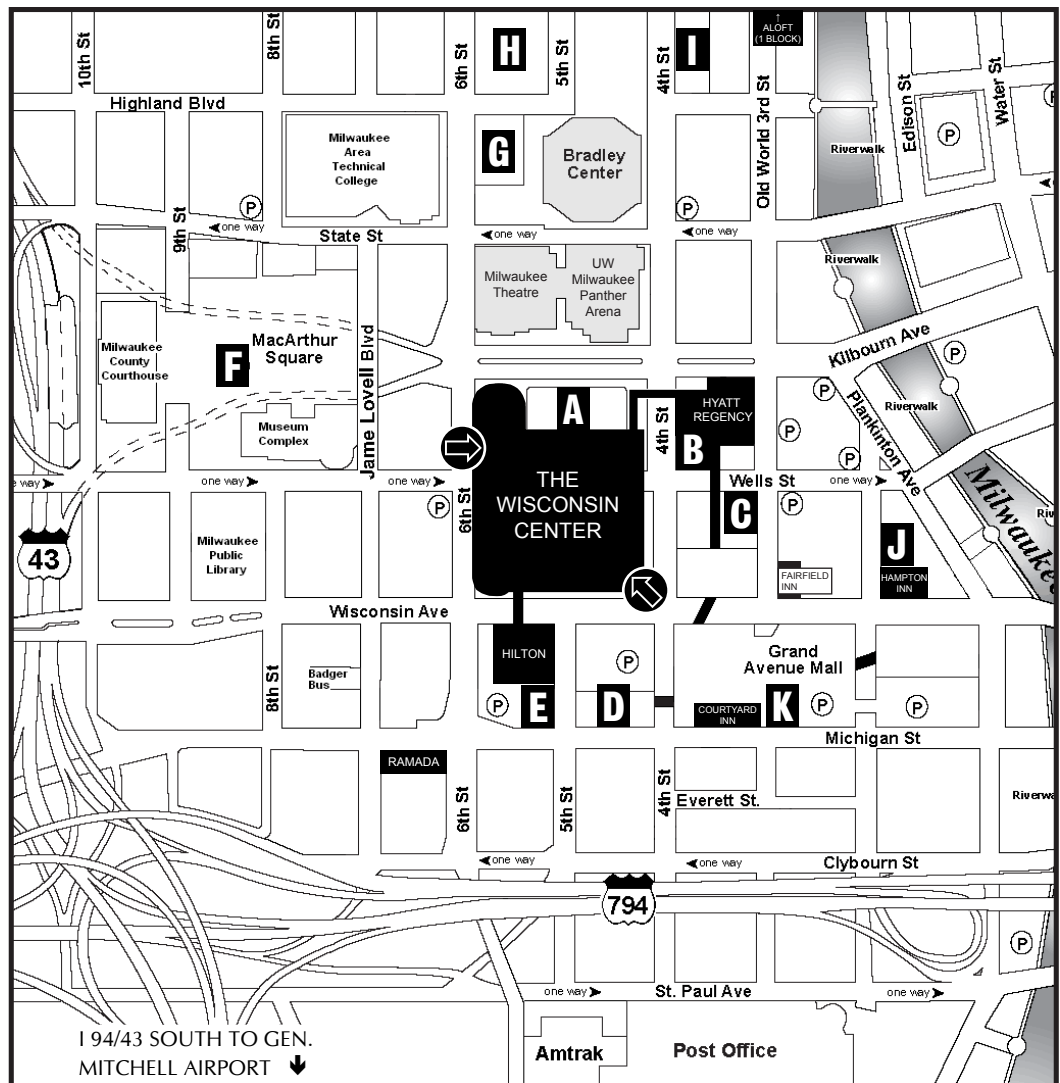 10th St
8th St
6th St
H
5th St
4th St
I
↑
ALOFT
(1 BLOCK)
Old World 3rd St
Edison St
Water St
P
Highland Blvd
Milwaukee
Area
Technical
College
G
Bradley
Center
Riverwalk
P
9th St
P
one way
State St
one way
P
one way
Milwaukee
Theatre
UW
Milwaukee
Panther
Arena
Riverwalk
Kilbourn Ave
P
Milwaukee
County
Courthouse
F
MacArthur
Square
Jame Lovell Blvd
Museum
Complex
A
4th St
HYATT
REGENCY
B
P
P
Plankinton Ave
Riverwalk
P
THE
WISCONSIN
CENTER
way
one way
one way
6th St
P
Wells St
one way
C
P
Milwaukee
43
Milwaukee
Public
Library
J
FAIRFIELD
INN
HAMPTON
INN
Wisconsin Ave
8th St
Badger
Bus
HILTON
P
E
P
D
Grand
Avenue Mall
COURTYARD
INN
K
P
P
Michigan St
RAMADA
6th St
5th St
4th St
Everett St.
one way
one way
Clybourn St
794
P
one way
St. Paul Ave
one way
I 94/43 SOUTH TO GEN.
MITCHELL AIRPORT
Amtrak
Post Office